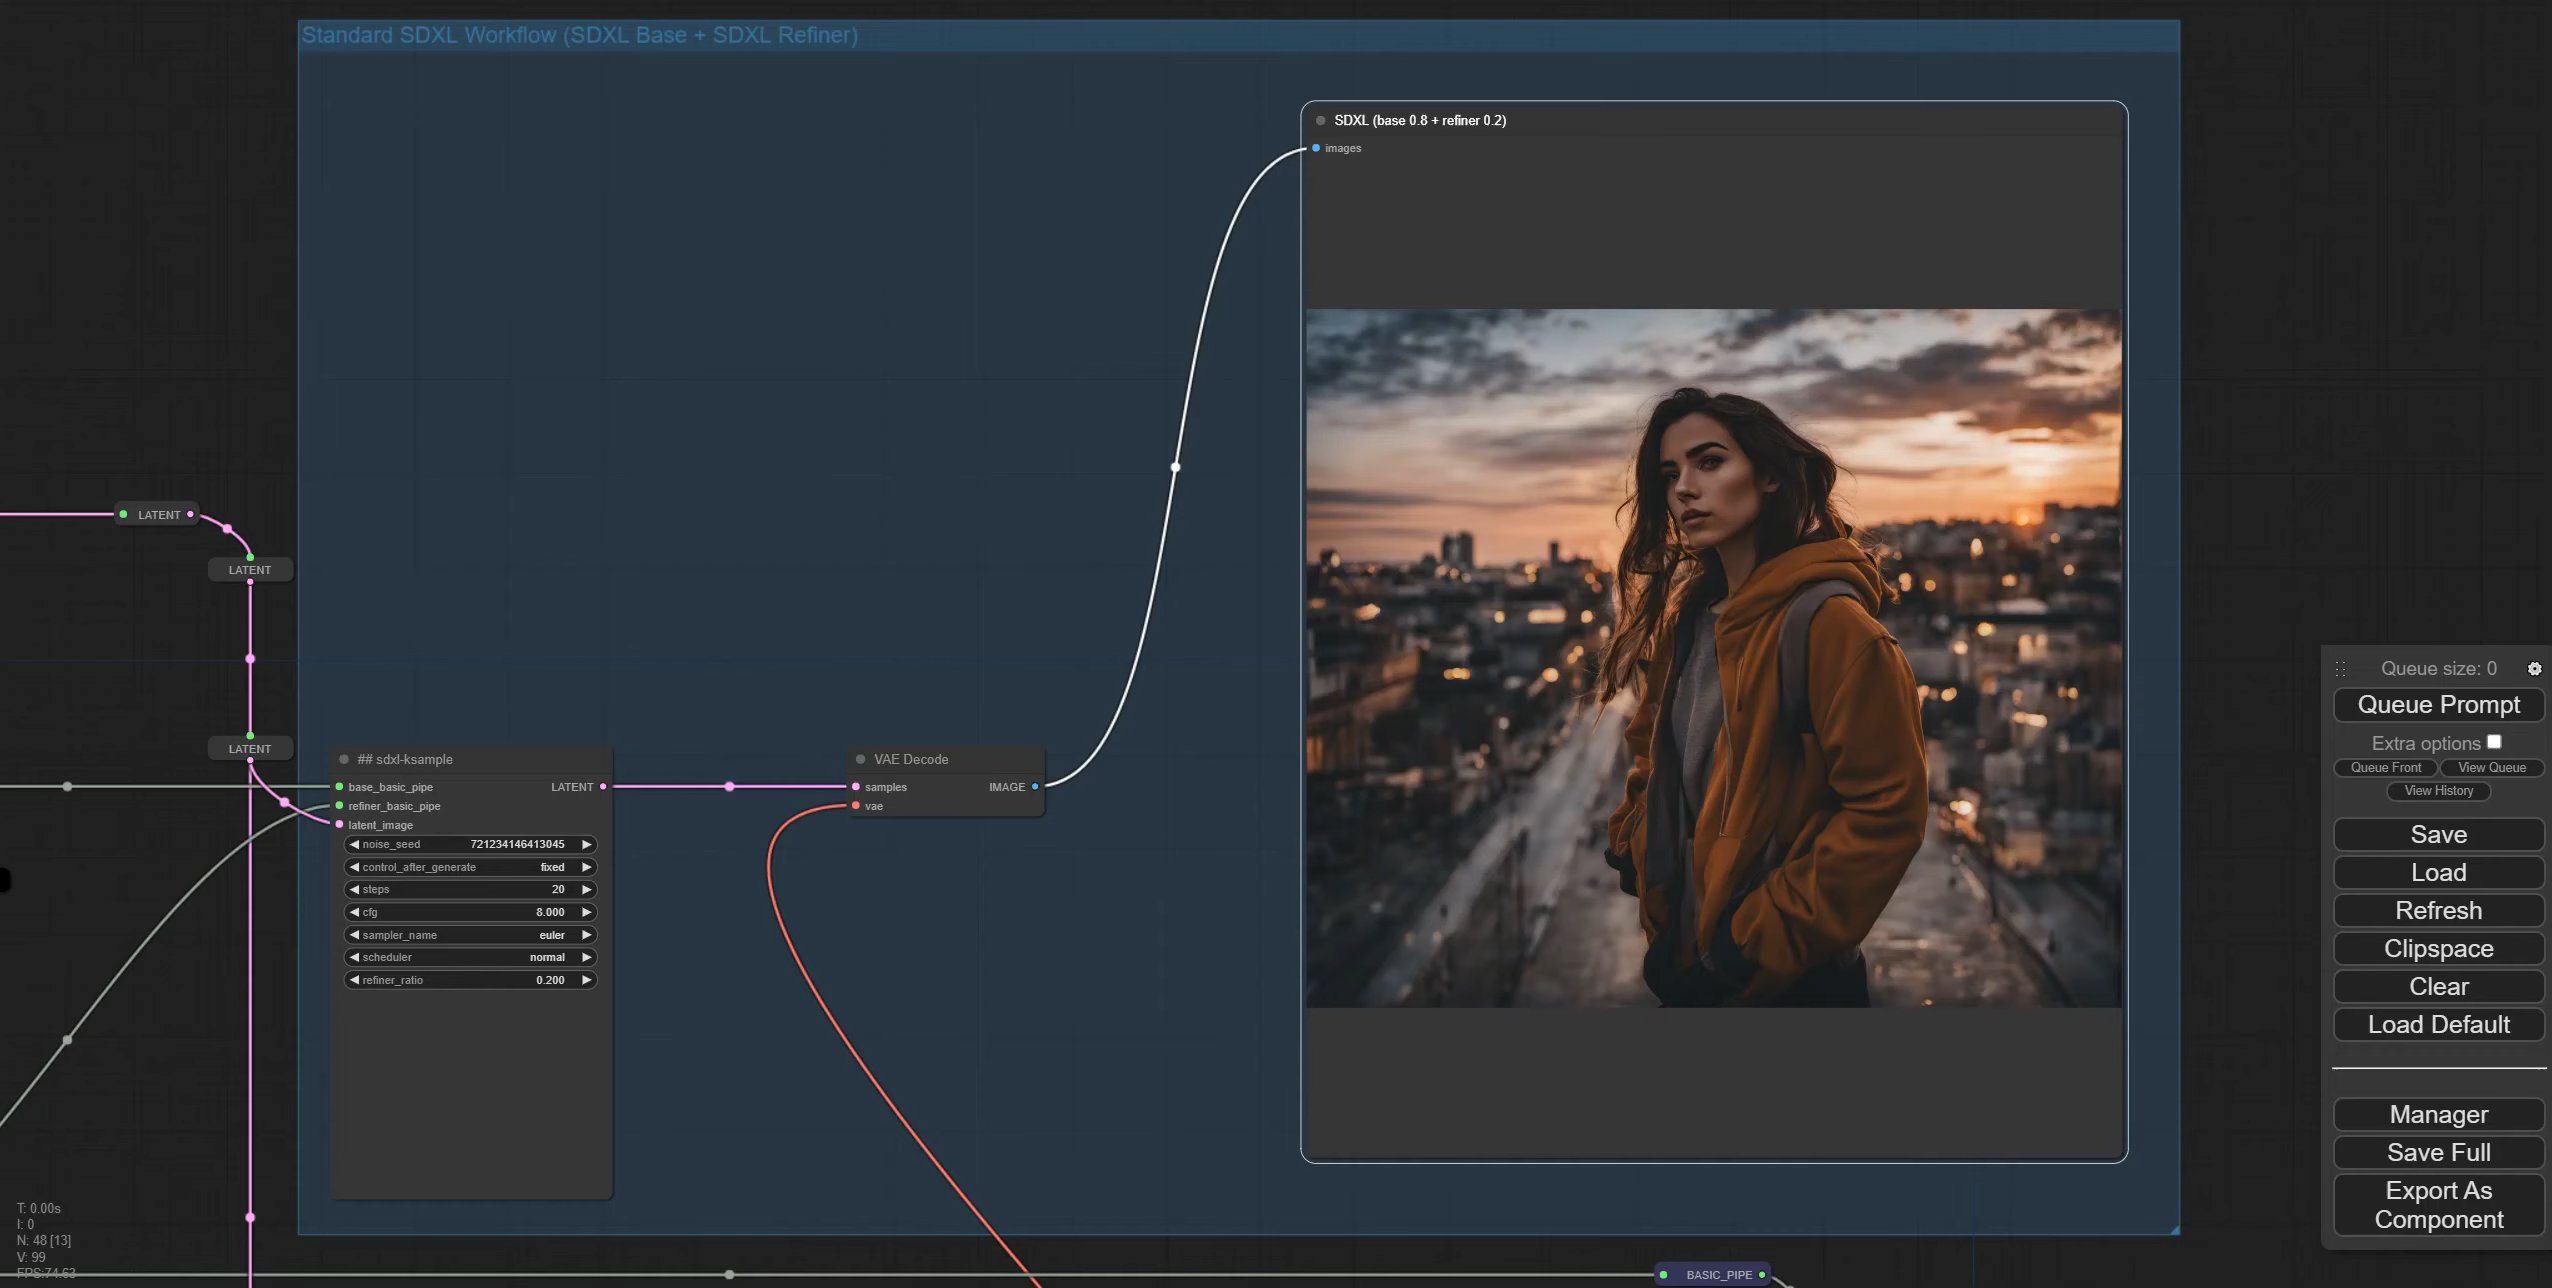 Standard SDXL Workflow (SDXL Base + SDXL Refiner)
SDXL (base 0.8 + refiner 0.2)
images
LATENT
LATENT
LATENT
## sdxl-ksample
base_basic_pipe LATENT
refiner_basic_pipe
latent_image
noise_seed 721234146413045
control_after_generate fixed
steps 20
cfg 8.000
sampler_name euler
scheduler normal
refiner_ratio 0.200
VAE Decode
samples IMAGE
vae
Queue size: 0
Queue Prompt
Extra options
Queue Front View Queue
View History
Save
Load
Refresh
Clipspace
Clear
Load Default
Manager
Save Full
Export As
Component
T: 0.00s
I: 0
N: 48 [13]
V: 99
FPS:74.63
BASIC_PIPE